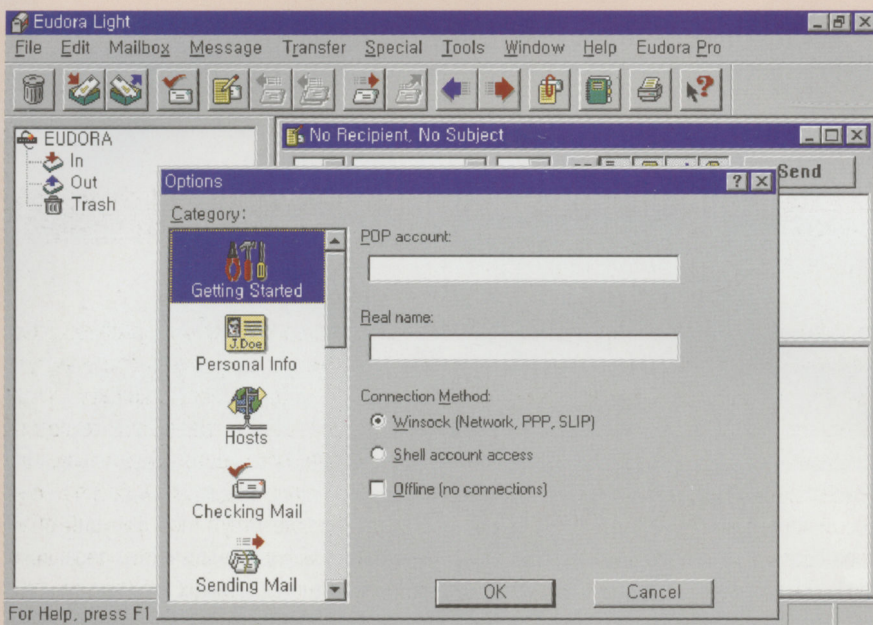 Eudora Light
File Edit Mailbox Message Transfer Special Tools Window Help Eudora Pro
EUDORA
In
Out
Trash
No Recipient, No Subject
Send
Options
Category:
Getting Started
J.Doe
Personal Info
Hosts
Checking Mail
Sending Mail
POP account:
Real name:
Connection Method:
Winsock (Network, PPP, SLIP)
Shell account access
Offline (no connections)
OK Cancel
For Help, press F1